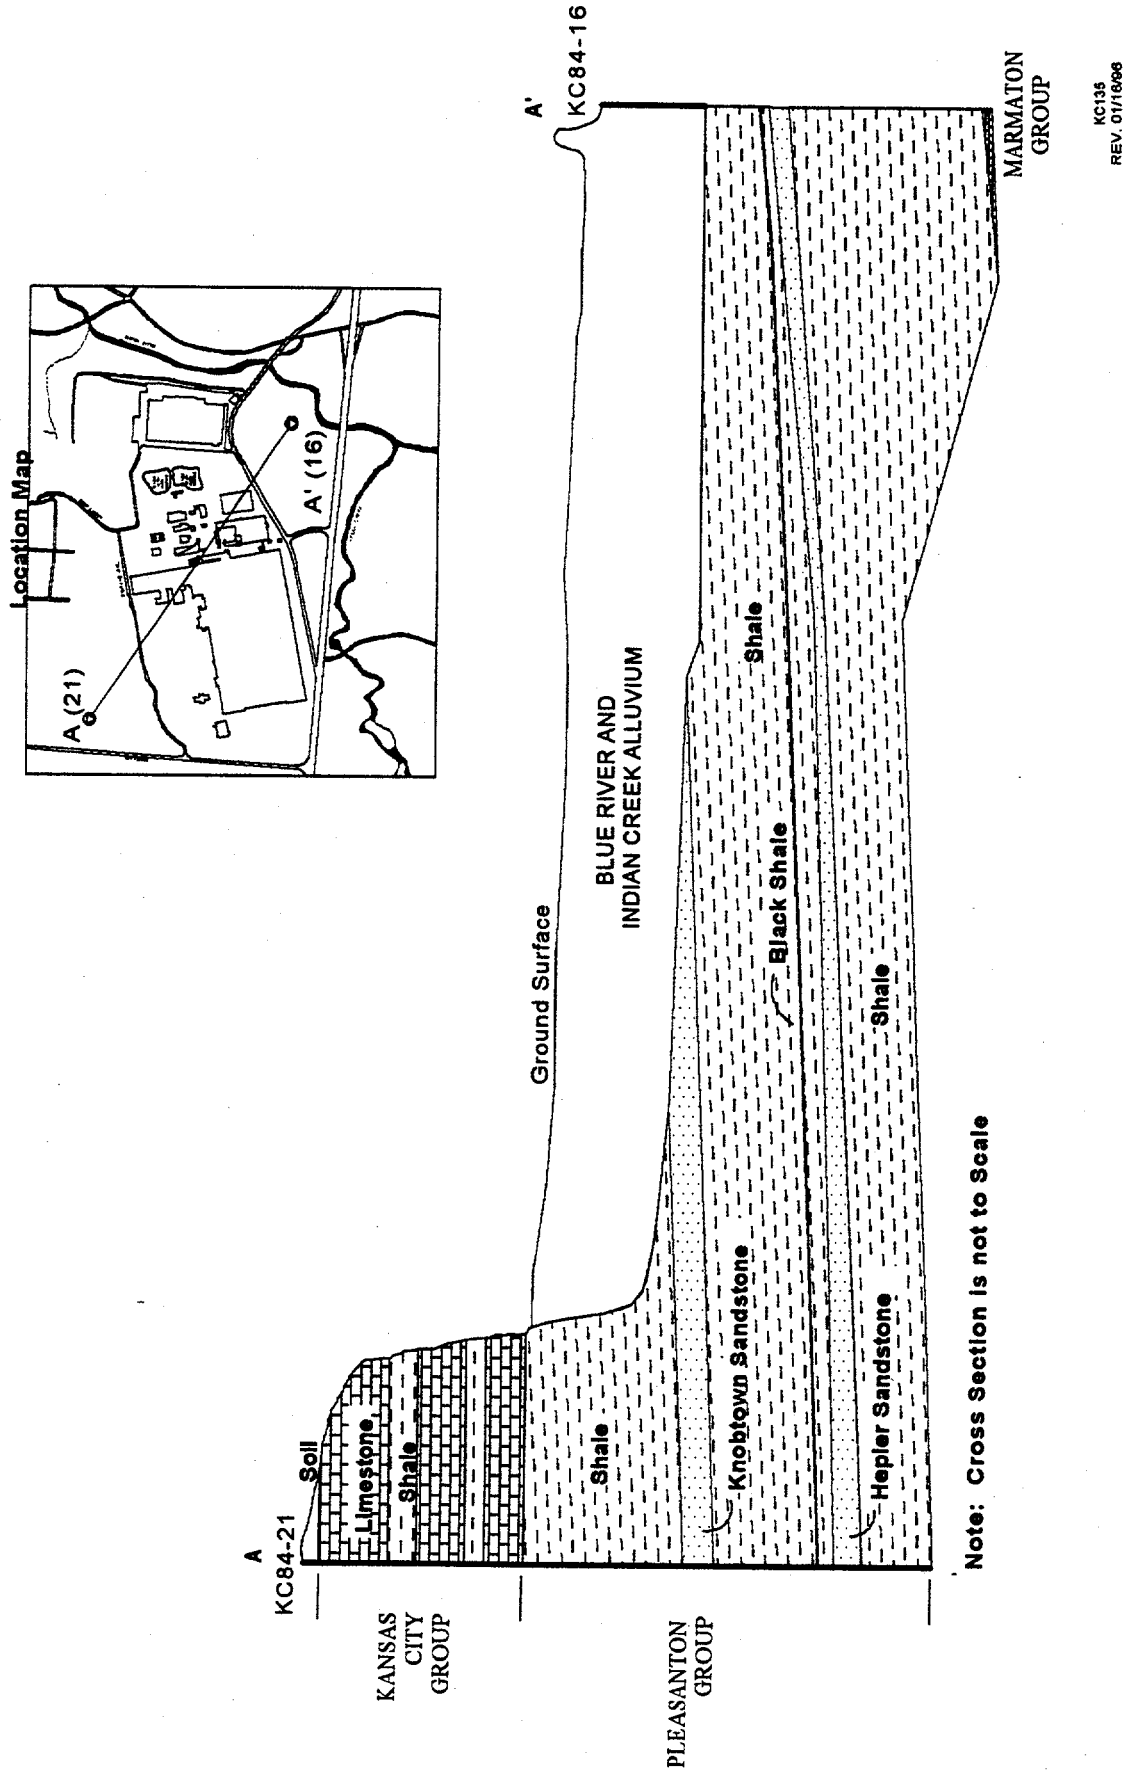 Location Map
A (21)
A' (16)
A
KC84-21
A'
KC84-16
Soil
Limestone
Shale
KANSAS
CITY
GROUP
Ground Surface
BLUE RIVER AND
INDIAN CREEK ALLUVIUM
Shale
Shale
Knobtown Sandstone
Black Shale
Hepler Sandstone
Shale
PLEASANTON
GROUP
MARMATON
GROUP
Note: Cross Section is not to Scale
KC135
REV. 01/16/96